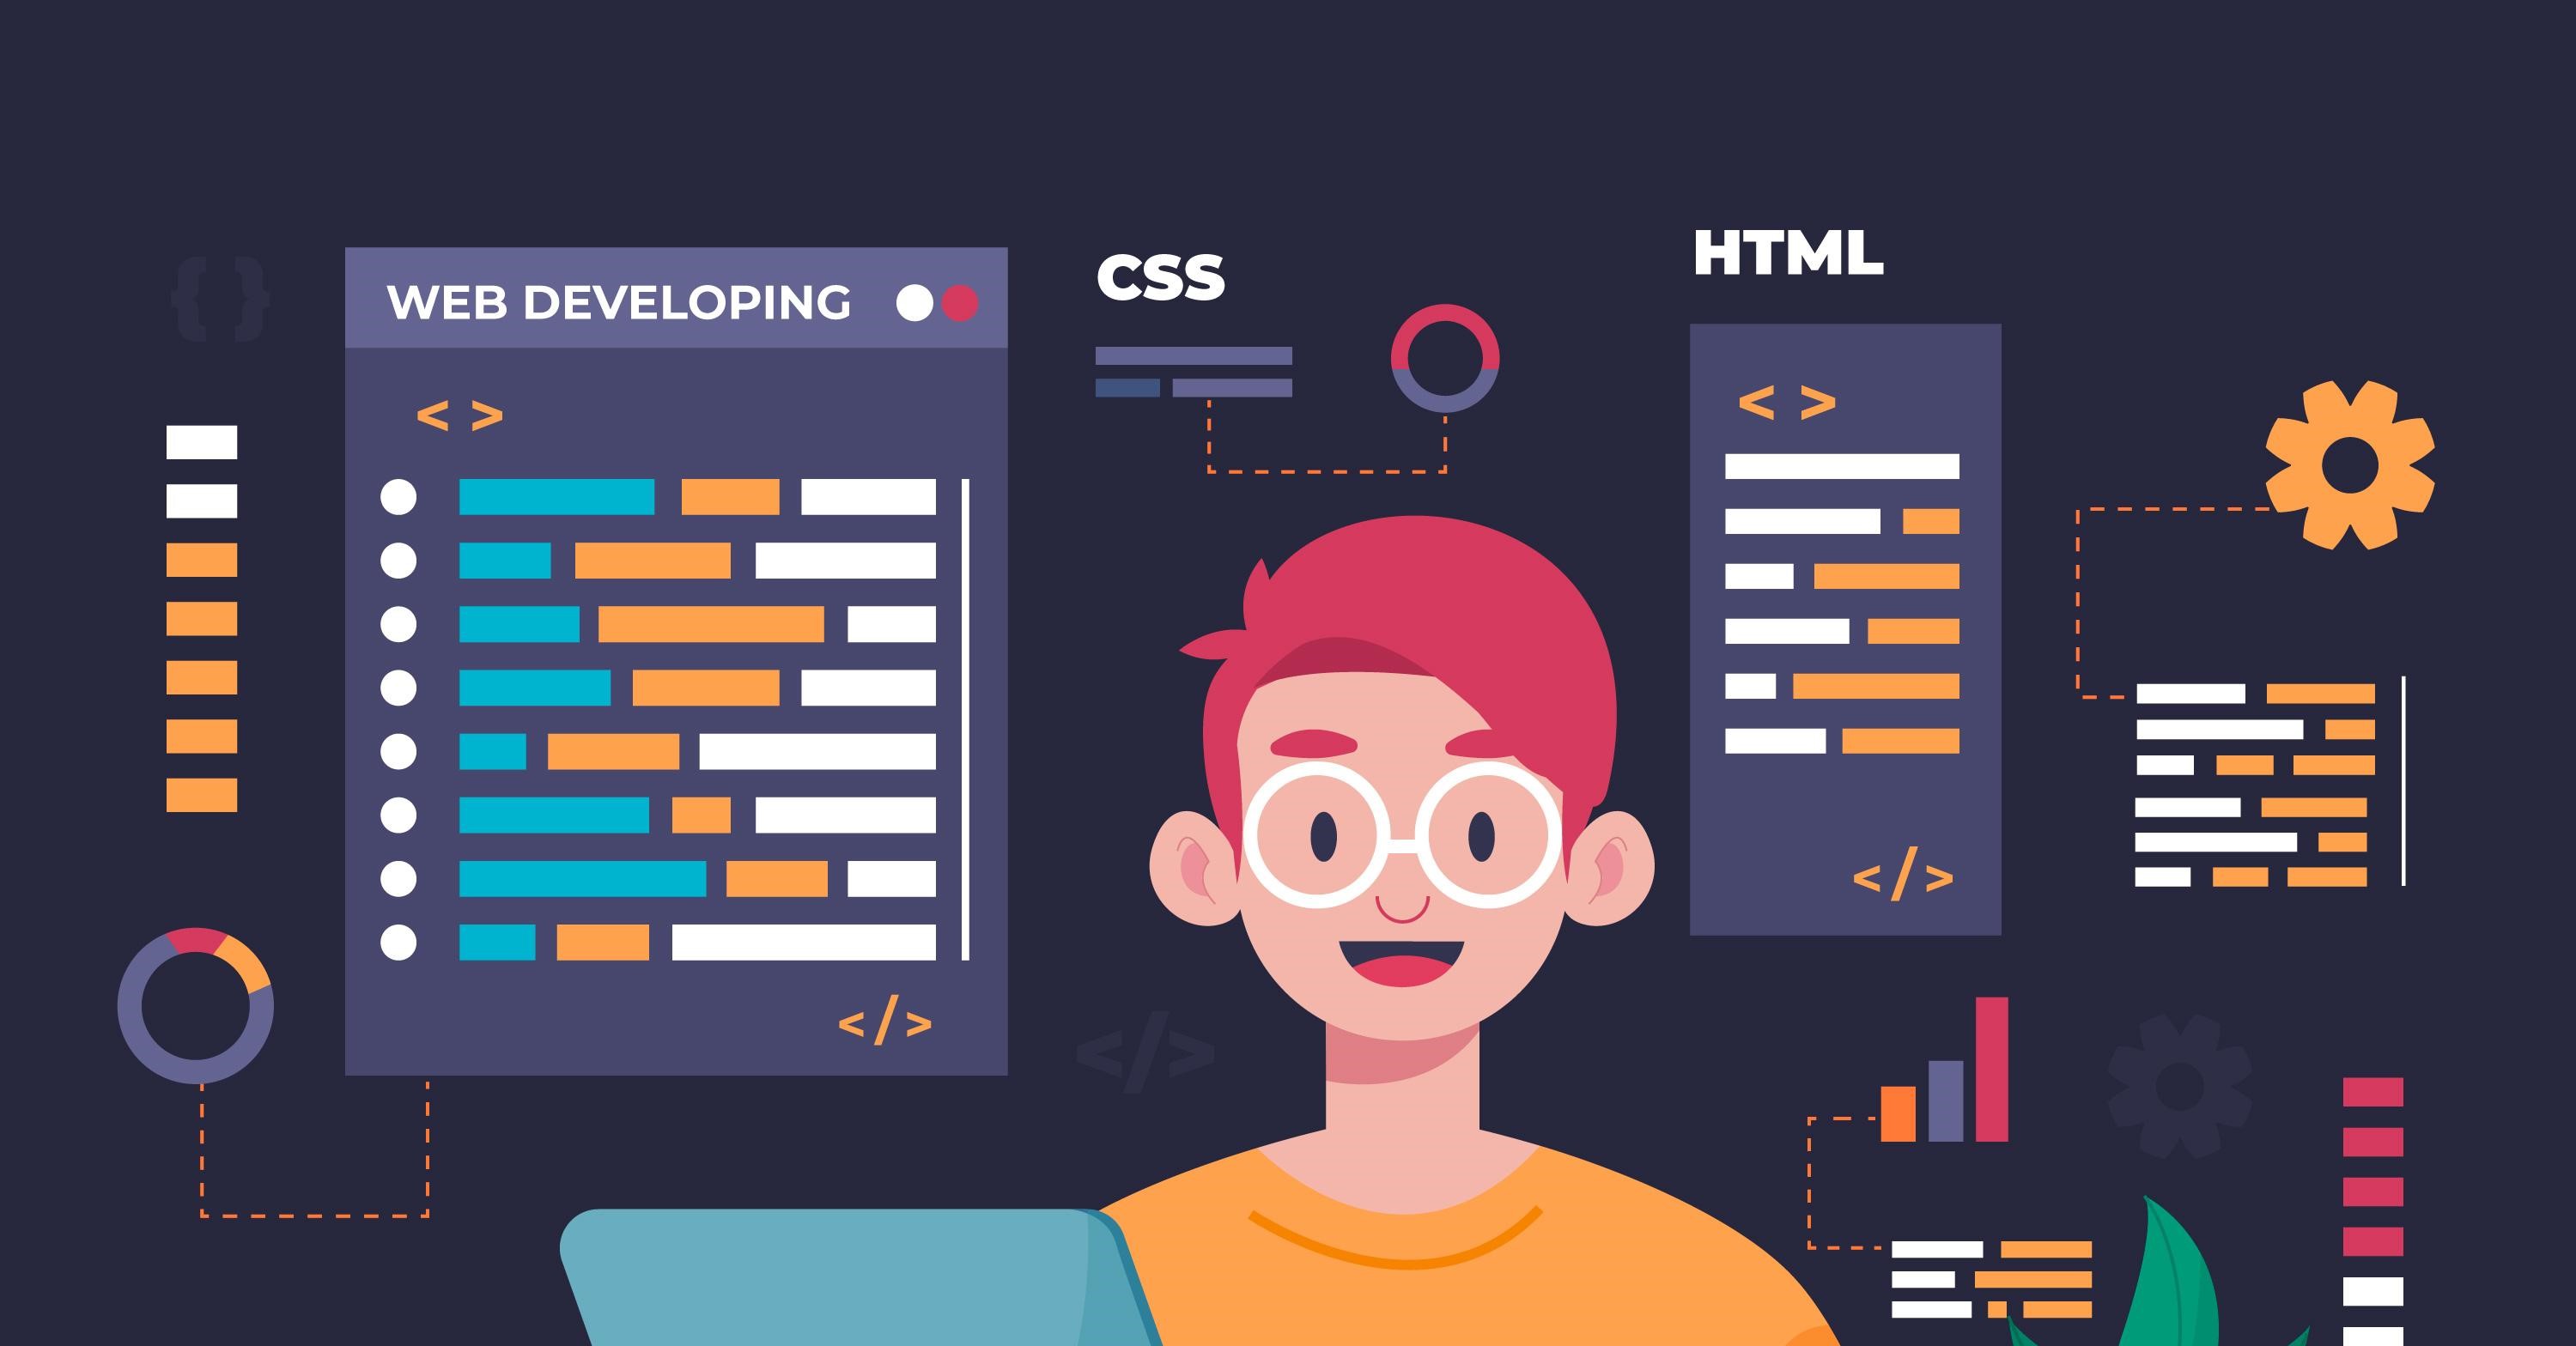 HTML
CSS
WEB DEVELOPING
< >
< >
</>
</>
</>
{ }